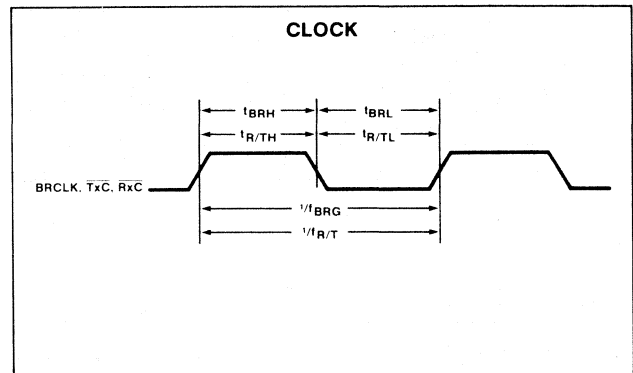 CLOCK
tBRH tBRL
tR/TH tR/TL
BRCLK, TxC, RxC
1/fBRG
1/fR/T